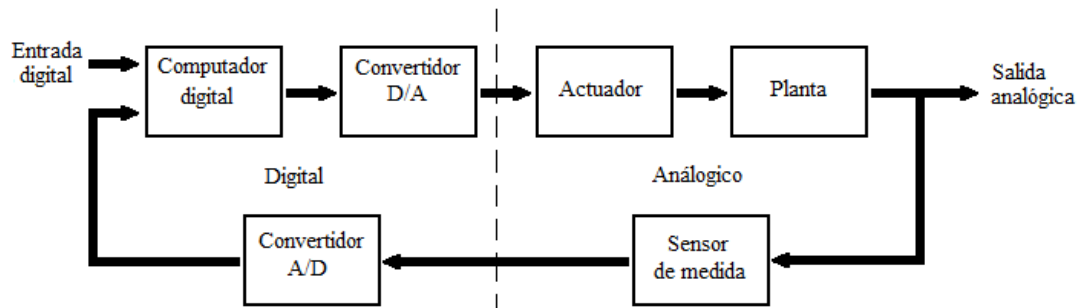 Entrada
digital
Computador
digital
Convertidor
D/A
Actuador
Planta
Salida
analógica
Digital
Análogico
Convertidor
A/D
Sensor
de medida